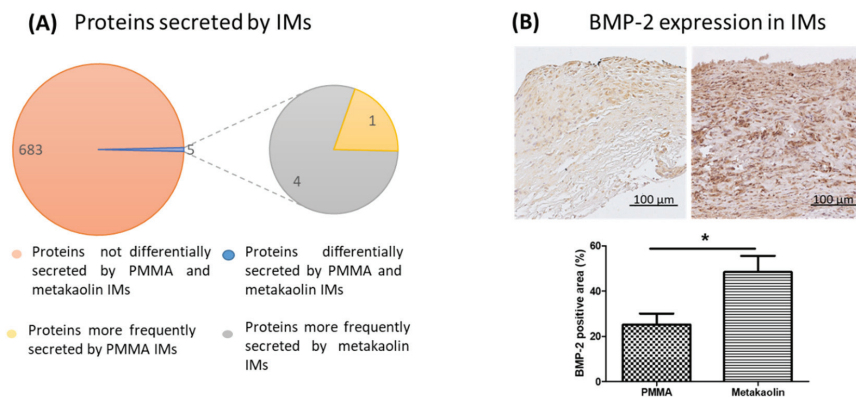 (A) Proteins secreted by IMs
683
5
1
4
Proteins not differentially
secreted by PMMA and
metakaolin IMs
Proteins differentially
secreted by PMMA and
metakaolin IMs
Proteins more frequently
secreted by PMMA IMs
Proteins more frequently
secreted by metakaolin
IMs
(B) BMP-2 expression in IMs
100 μm
100 μm
*
BMP-2 positive area (%)
60
40
20
0
PMMA
Metakaolin